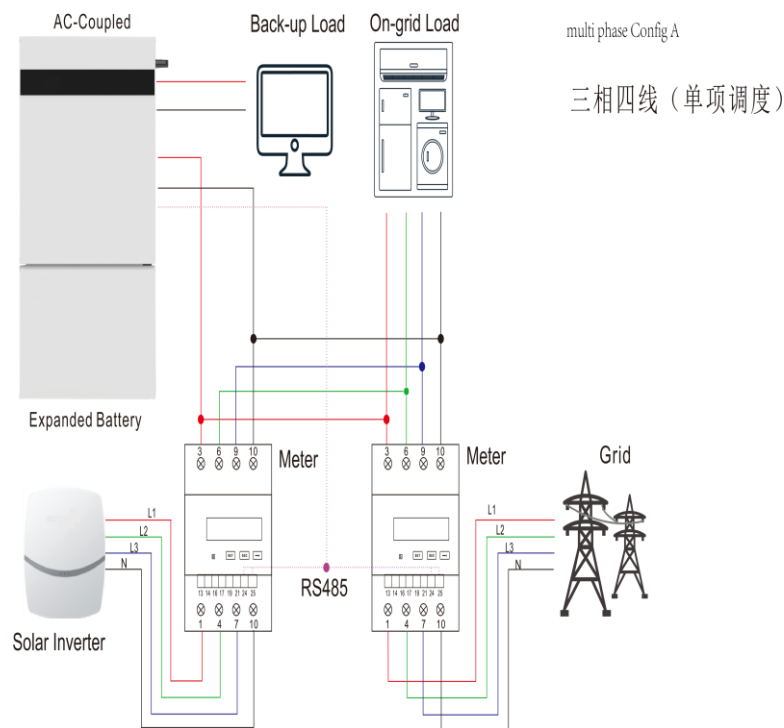 AC-Coupled
Back-up Load
On-grid Load
multi phase Config A
三相四线（单项调度）
Expanded Battery
3 6 9 10
Meter
3 6 9 10
Meter
Grid
L1
L2
L3
N
L1
L2
L3
N
13 14 16 17 19 21 24 25
13 14 16 17 19 21 24 25
RS485
1 4 7 10
1 4 7 10
Solar Inverter